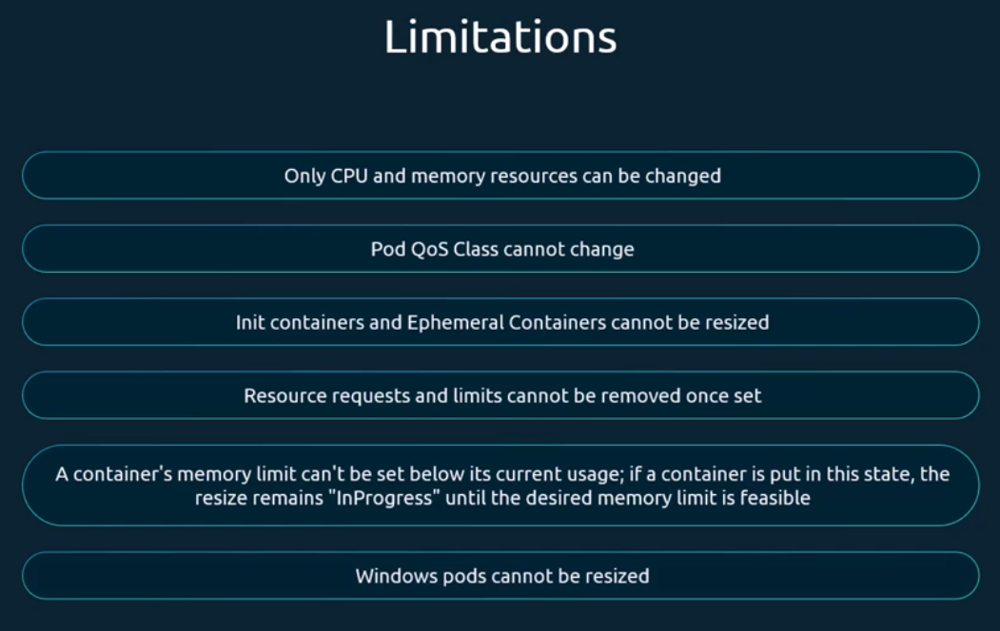 Limitations
Only CPU and memory resources can be changed
Pod QoS Class cannot change
Init containers and Ephemeral Containers cannot be resized
Resource requests and limits cannot be removed once set
A container's memory limit can't be set below its current usage; if a container is put in this state, the
resize remains "InProgress" until the desired memory limit is feasible
Windows pods cannot be resized